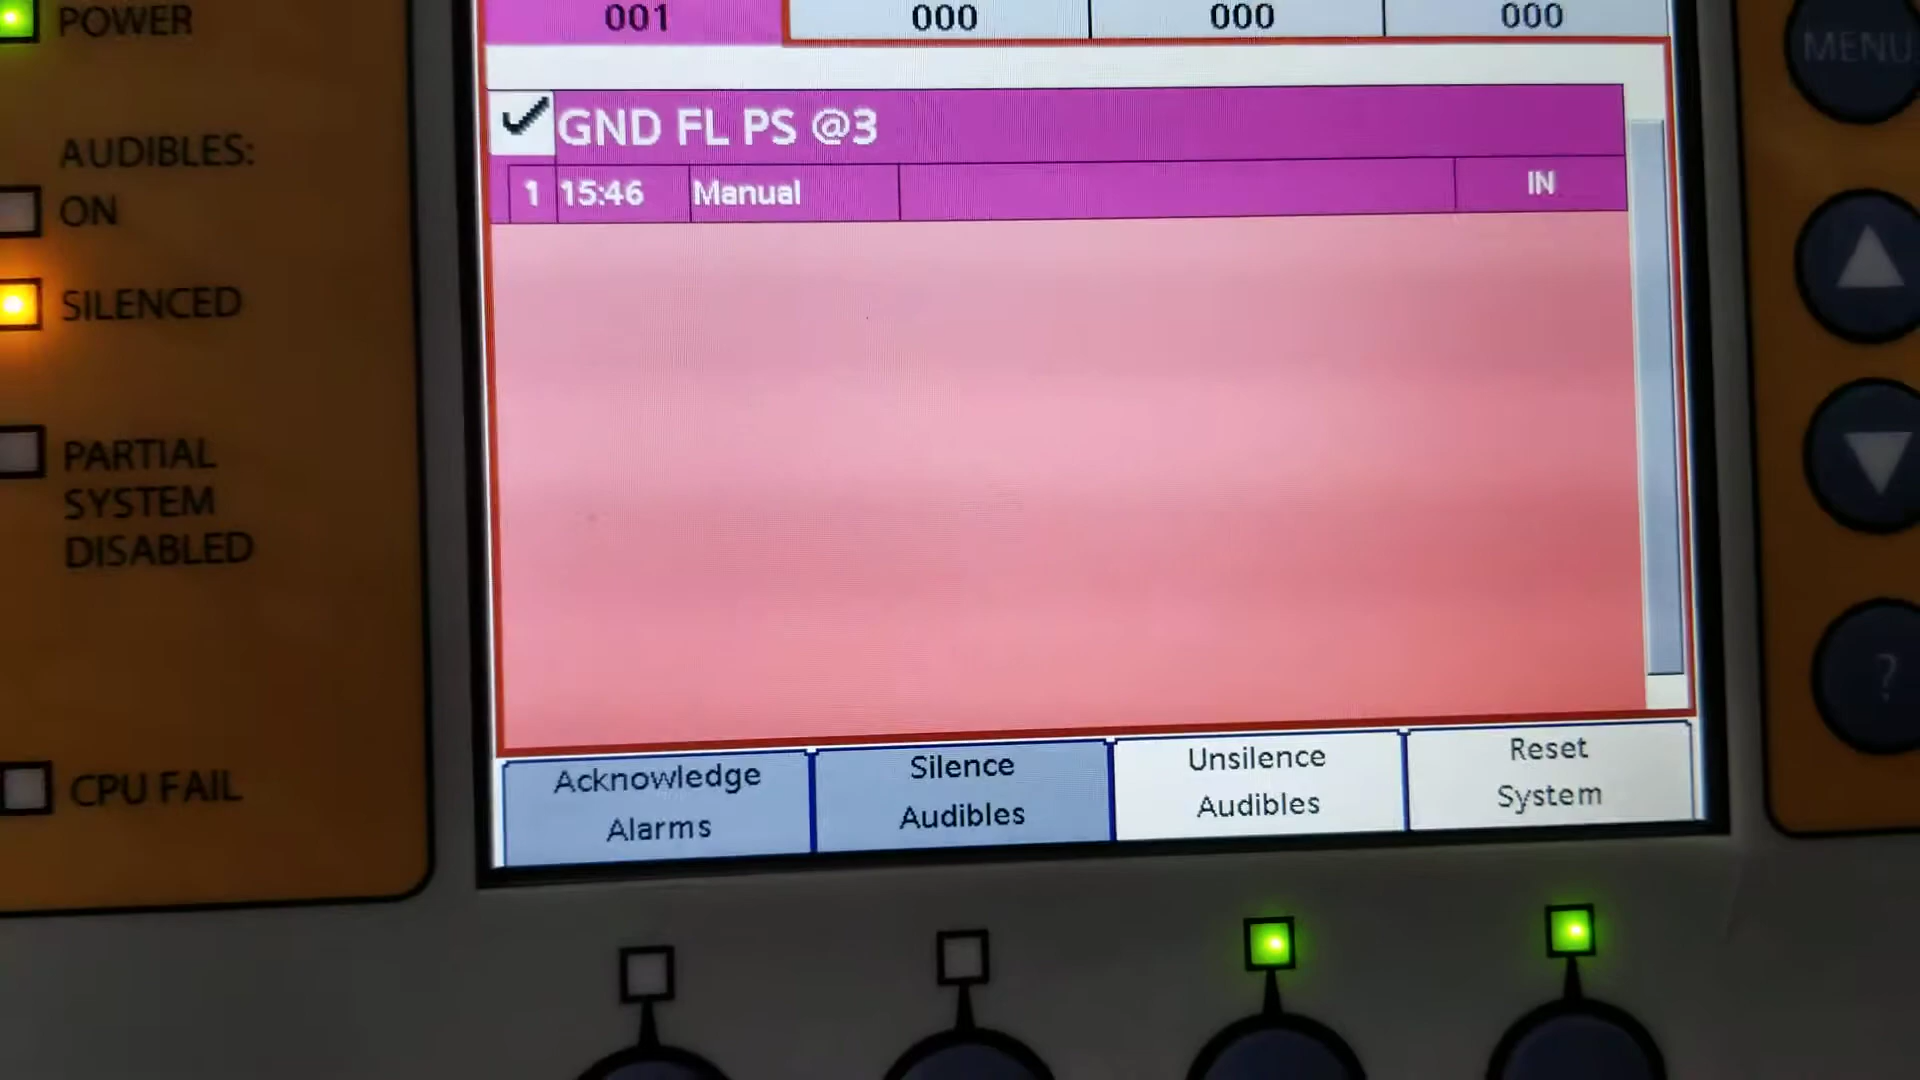 POWER
AUDIBLES:
ON
SILENCED
PARTIAL
SYSTEM
DISABLED
CPU FAIL
001 000 000 000
GND FL PS @3
1 15:46 Manual IN
Acknowledge
Alarms
Silence
Audibles
Unsilence
Audibles
Reset
System
MENU
?